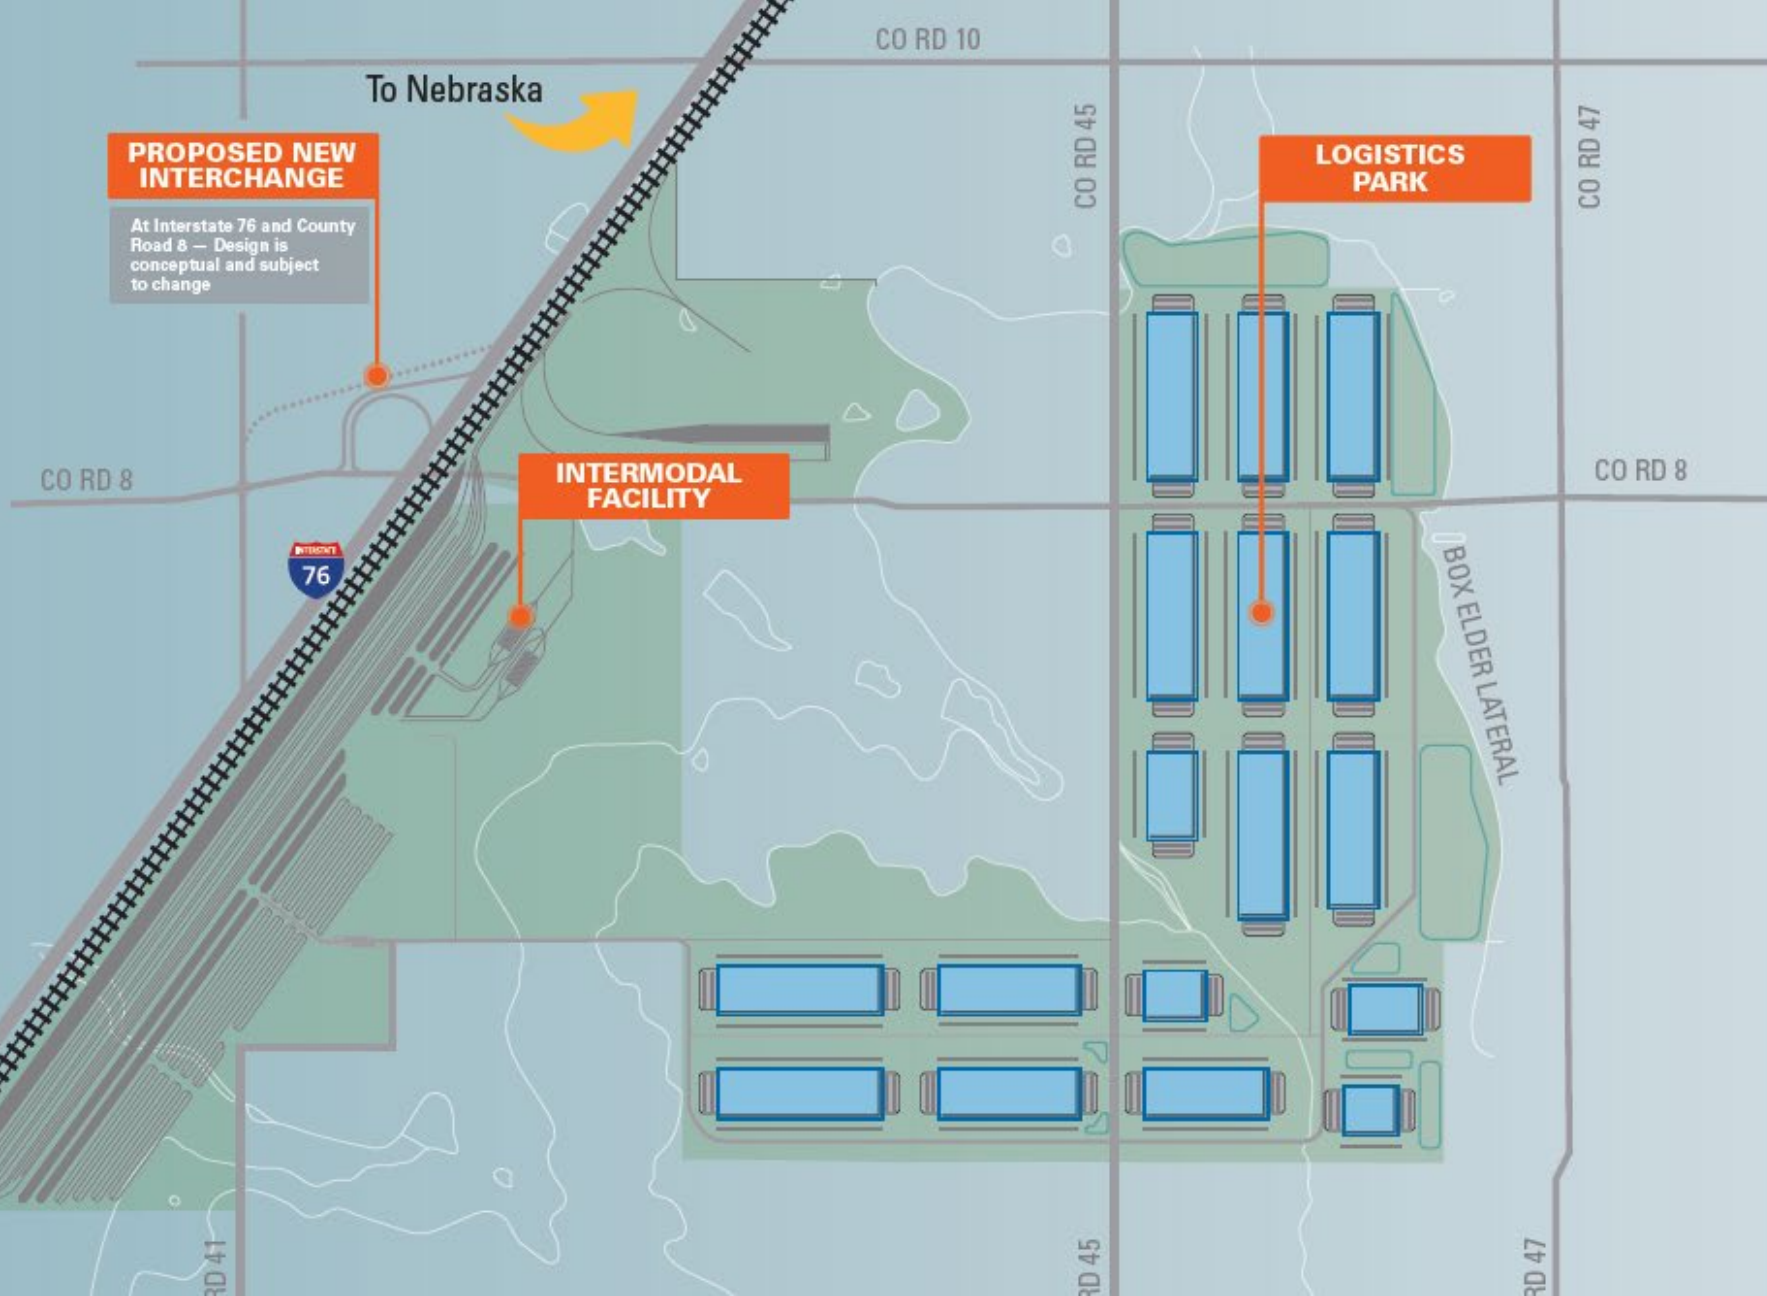 CO RD 10
To Nebraska
PROPOSED NEW
INTERCHANGE
At Interstate 76 and County
Road 8 — Design is
conceptual and subject
to change
CO RD 45
LOGISTICS
PARK
CO RD 47
CO RD 8
INTERMODAL
FACILITY
CO RD 8
INTERSTATE
76
BOX ELDER LATERAL
RD 41
RD 45
RD 47